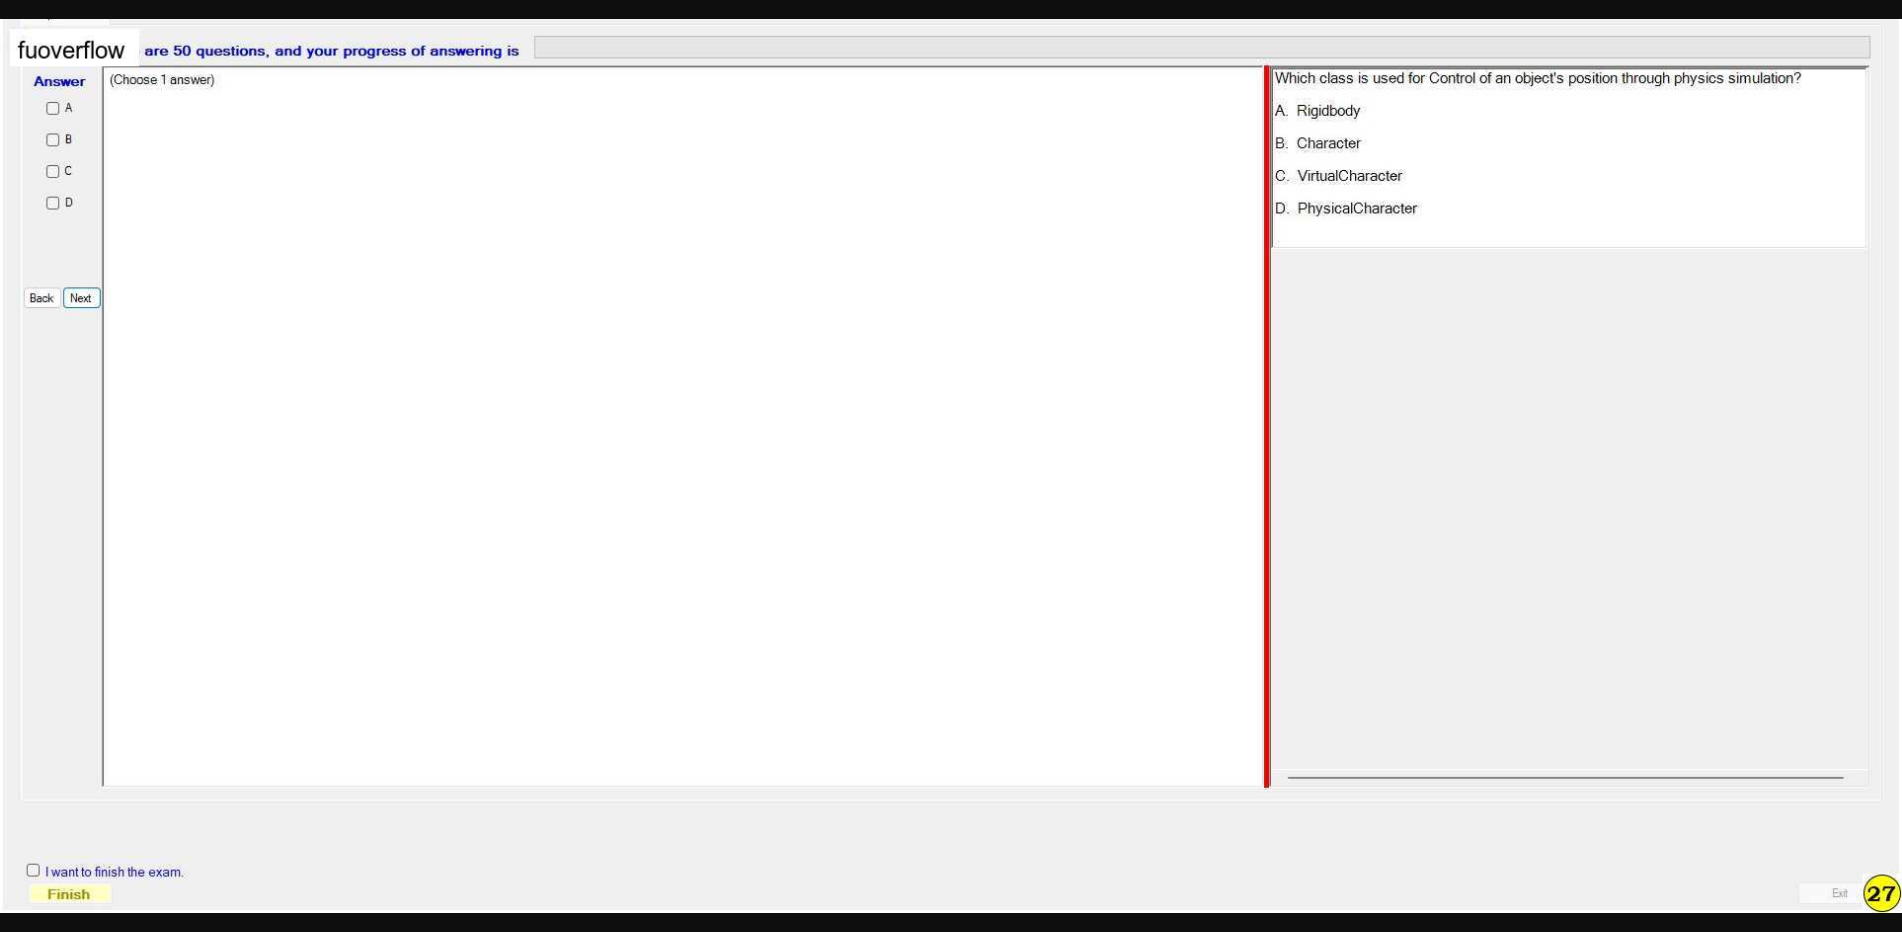 fuoverflow are 50 questions, and your progress of answering is
Answer
(Choose 1 answer)
A
B
C
D
Back Next
Which class is used for Control of an object's position through physics simulation?
A. Rigidbody
B. Character
C. VirtualCharacter
D. PhysicalCharacter
I want to finish the exam.
Finish
Exit
27